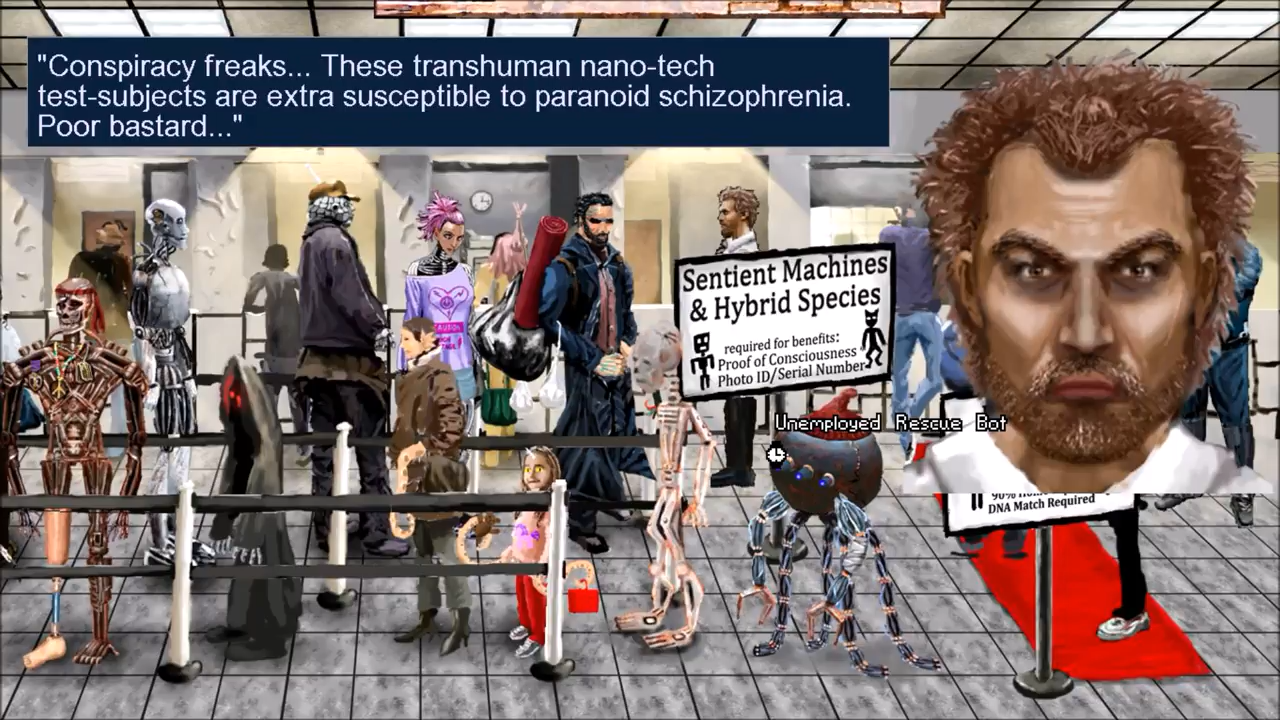 "Conspiracy freaks... These transhuman nano-tech
test-subjects are extra susceptible to paranoid schizophrenia.
Poor bastard..."
Sentient Machines
& Hybrid Species
required for benefits:
Proof of Consciousness
Photo ID/Serial Number
Unemployed Rescue Bot
90%
DNA Match Required